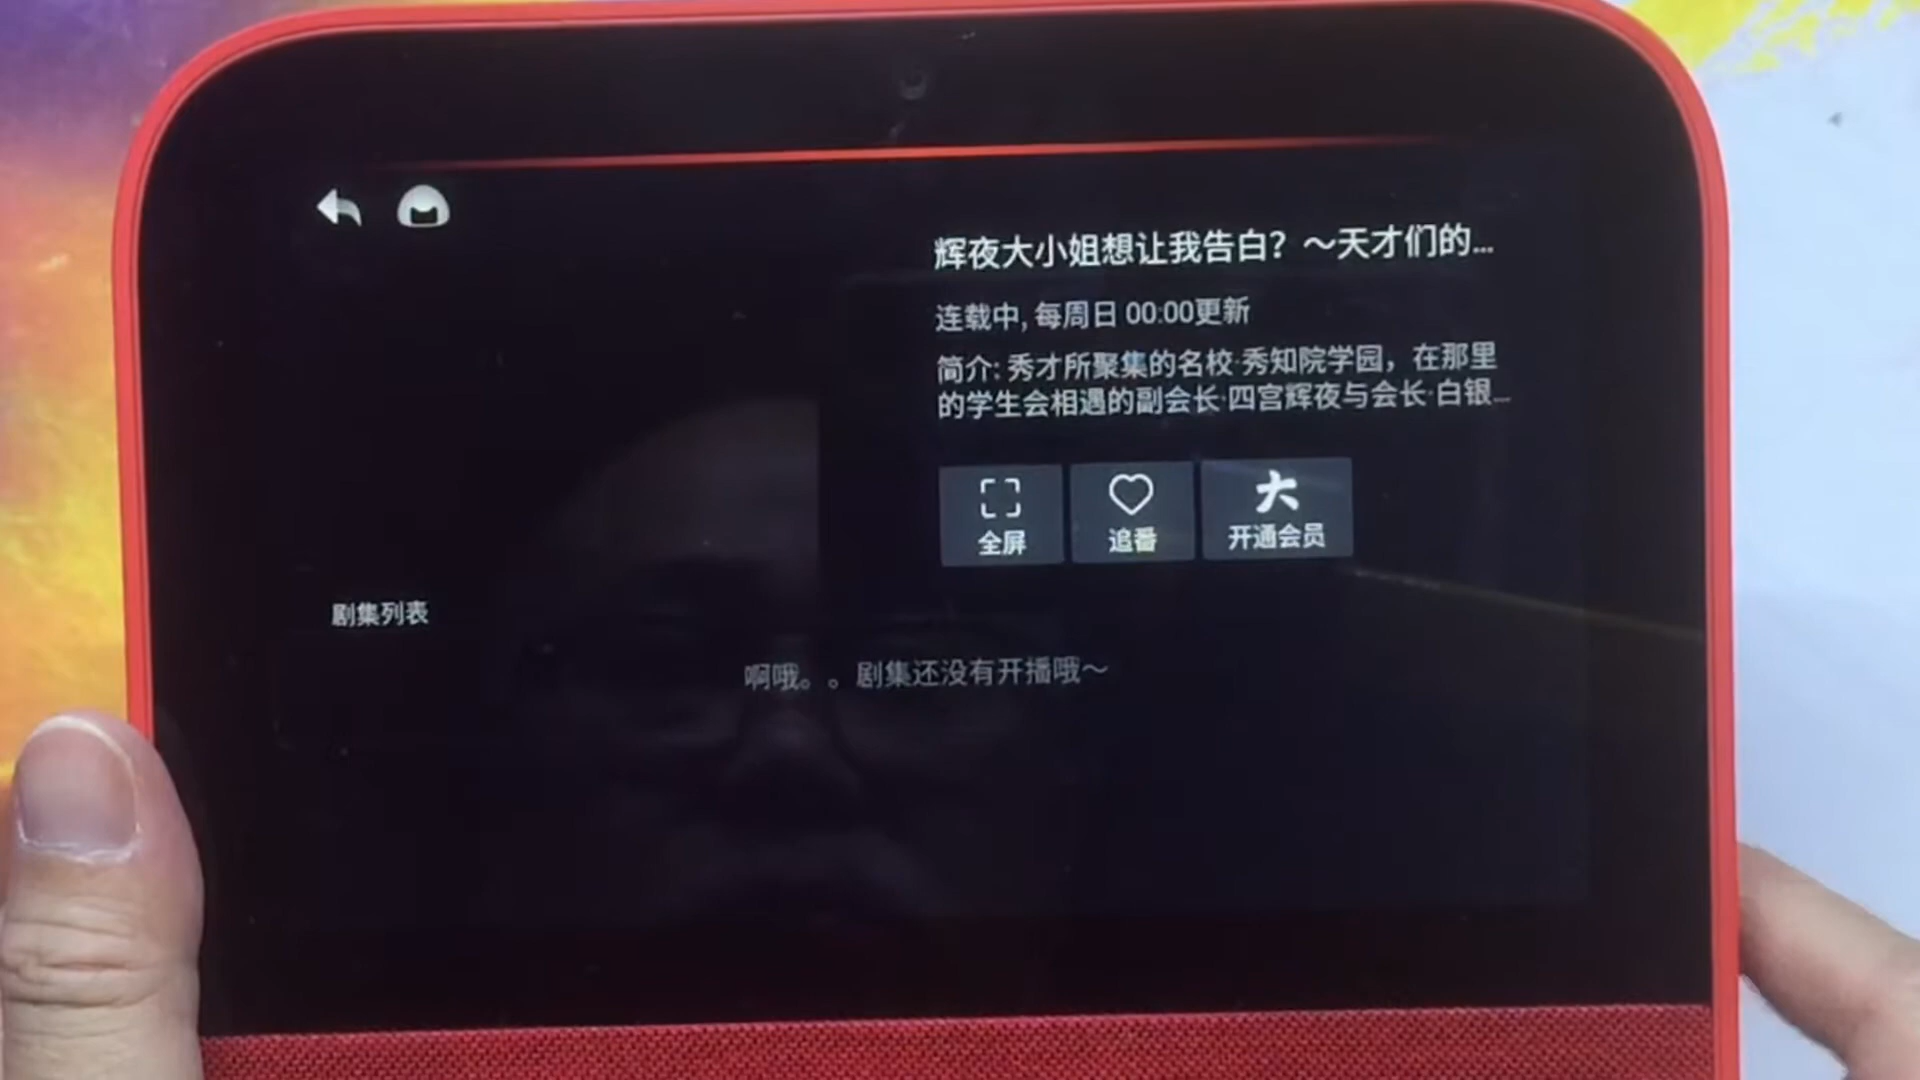 辉夜大小姐想让我告白？～天才们的...
连载中, 每周日 00:00更新
简介: 秀才所聚集的名校·秀知院学园，在那里
的学生会相遇的副会长·四宫辉夜与会长·白银...
全屏
追番
大
开通会员
剧集列表
啊哦。。剧集还没有开播哦～